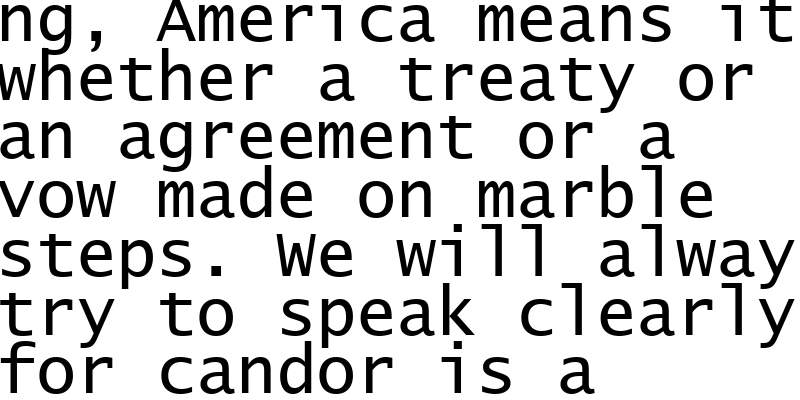 ng, America means it
whether a treaty or
an agreement or a
vow made on marble
steps. We will alway
try to speak clearly
for candor is a